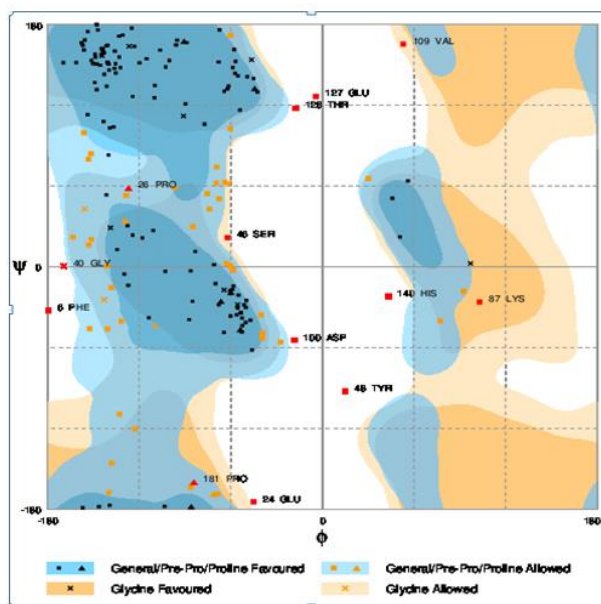 180
109 VAL
127 GLU
128 THR
26 PRO
46 SER
Ψ 0
40 GLY
6 PHE
140 HIS
87 LYS
100 ASP
48 TYR
181 PRO
24 GLU
-180
-180 0 180
Φ
General/Pre-Pro/Proline Favoured General/Pre-Pro/Proline Allowed
Glycine Favoured Glycine Allowed